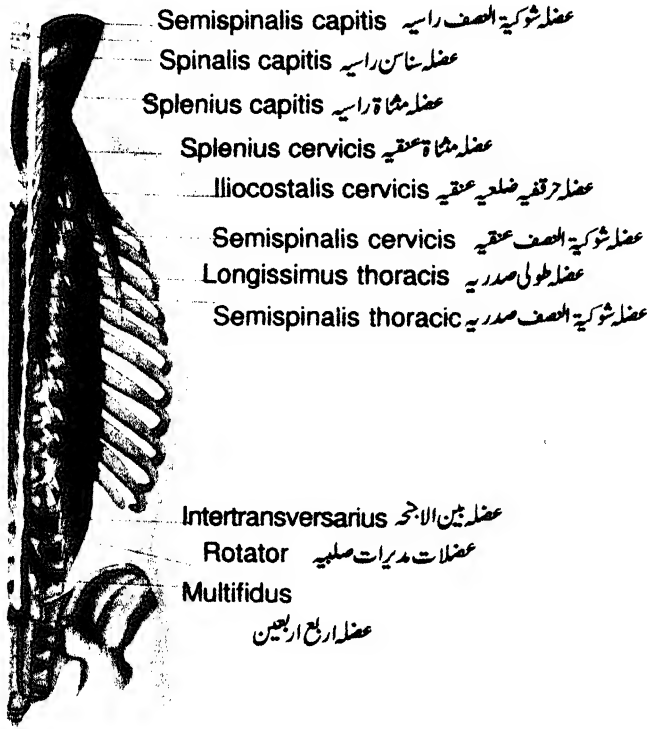 Semispinalis capitis عضلہ شوکیۃ النصف راسیہ
Spinalis capitis عضلہ سناسن راسیہ
Splenius capitis عضلہ مثناۃ راسیہ
Splenius cervicis عضلہ مثناۃ عنقیہ
Iliocostalis cervicis عضلہ حرقفیہ ضلعیہ عنقیہ
Semispinalis cervicis عضلہ شوکیۃ النصف عنقیہ
Longissimus thoracis عضلہ طولی صدریہ
Semispinalis thoracic عضلہ شوکیۃ النصف صدریہ
Intertransversarius عضلہ بین الاجنحہ
Rotator عضلات مدیرات صلبیہ
Multifidus
عضلہ اربع اربعین